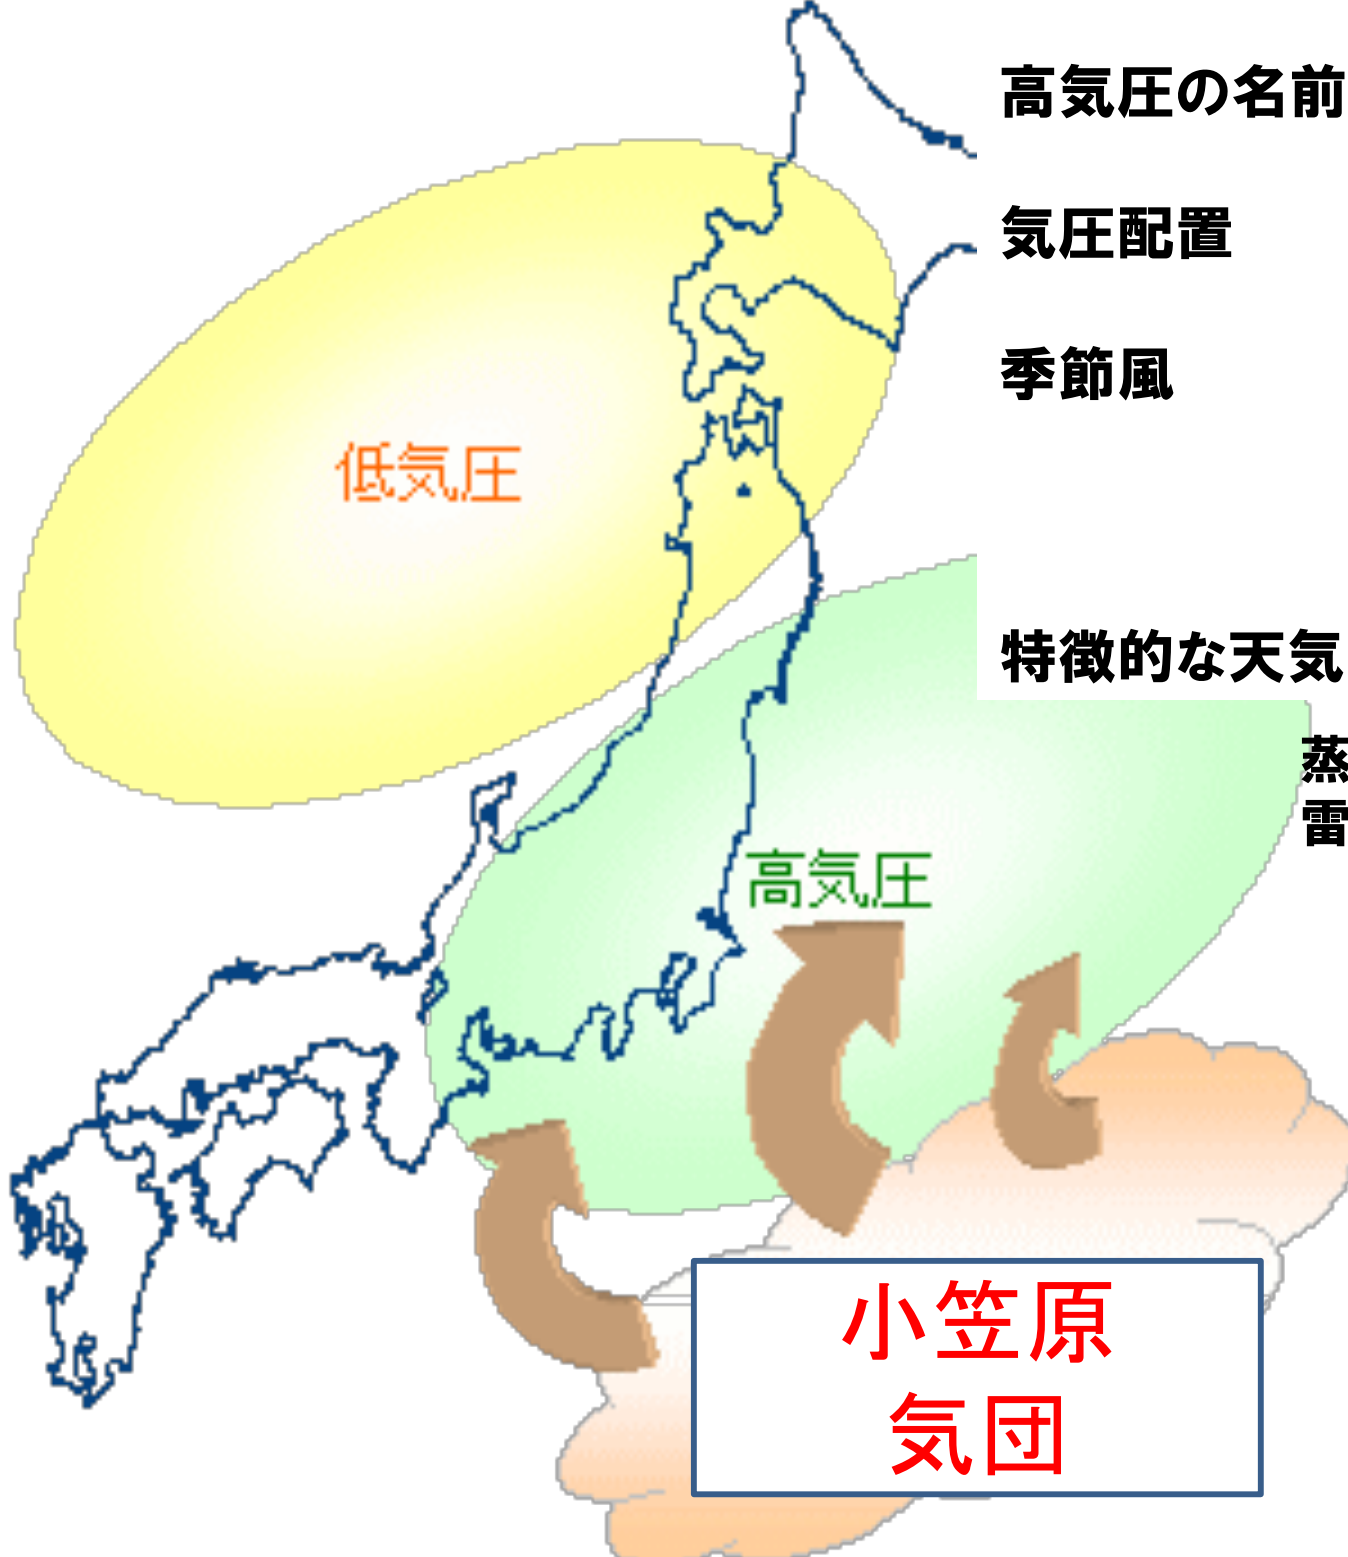 高気圧の名前
気圧配置
季節風
低気圧
特徴的な天気
蒸
雷
高気圧
小笠原
気団